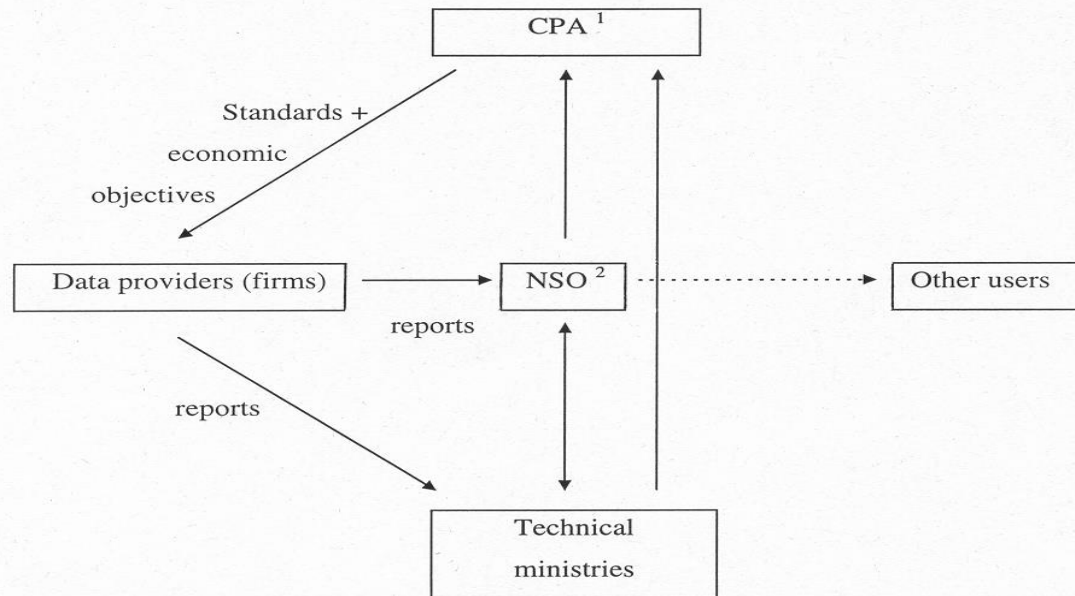 CPA ¹
Standards +
economic
objectives
Data providers (firms)
NSO ²
Other users
reports
reports
Technical
ministries